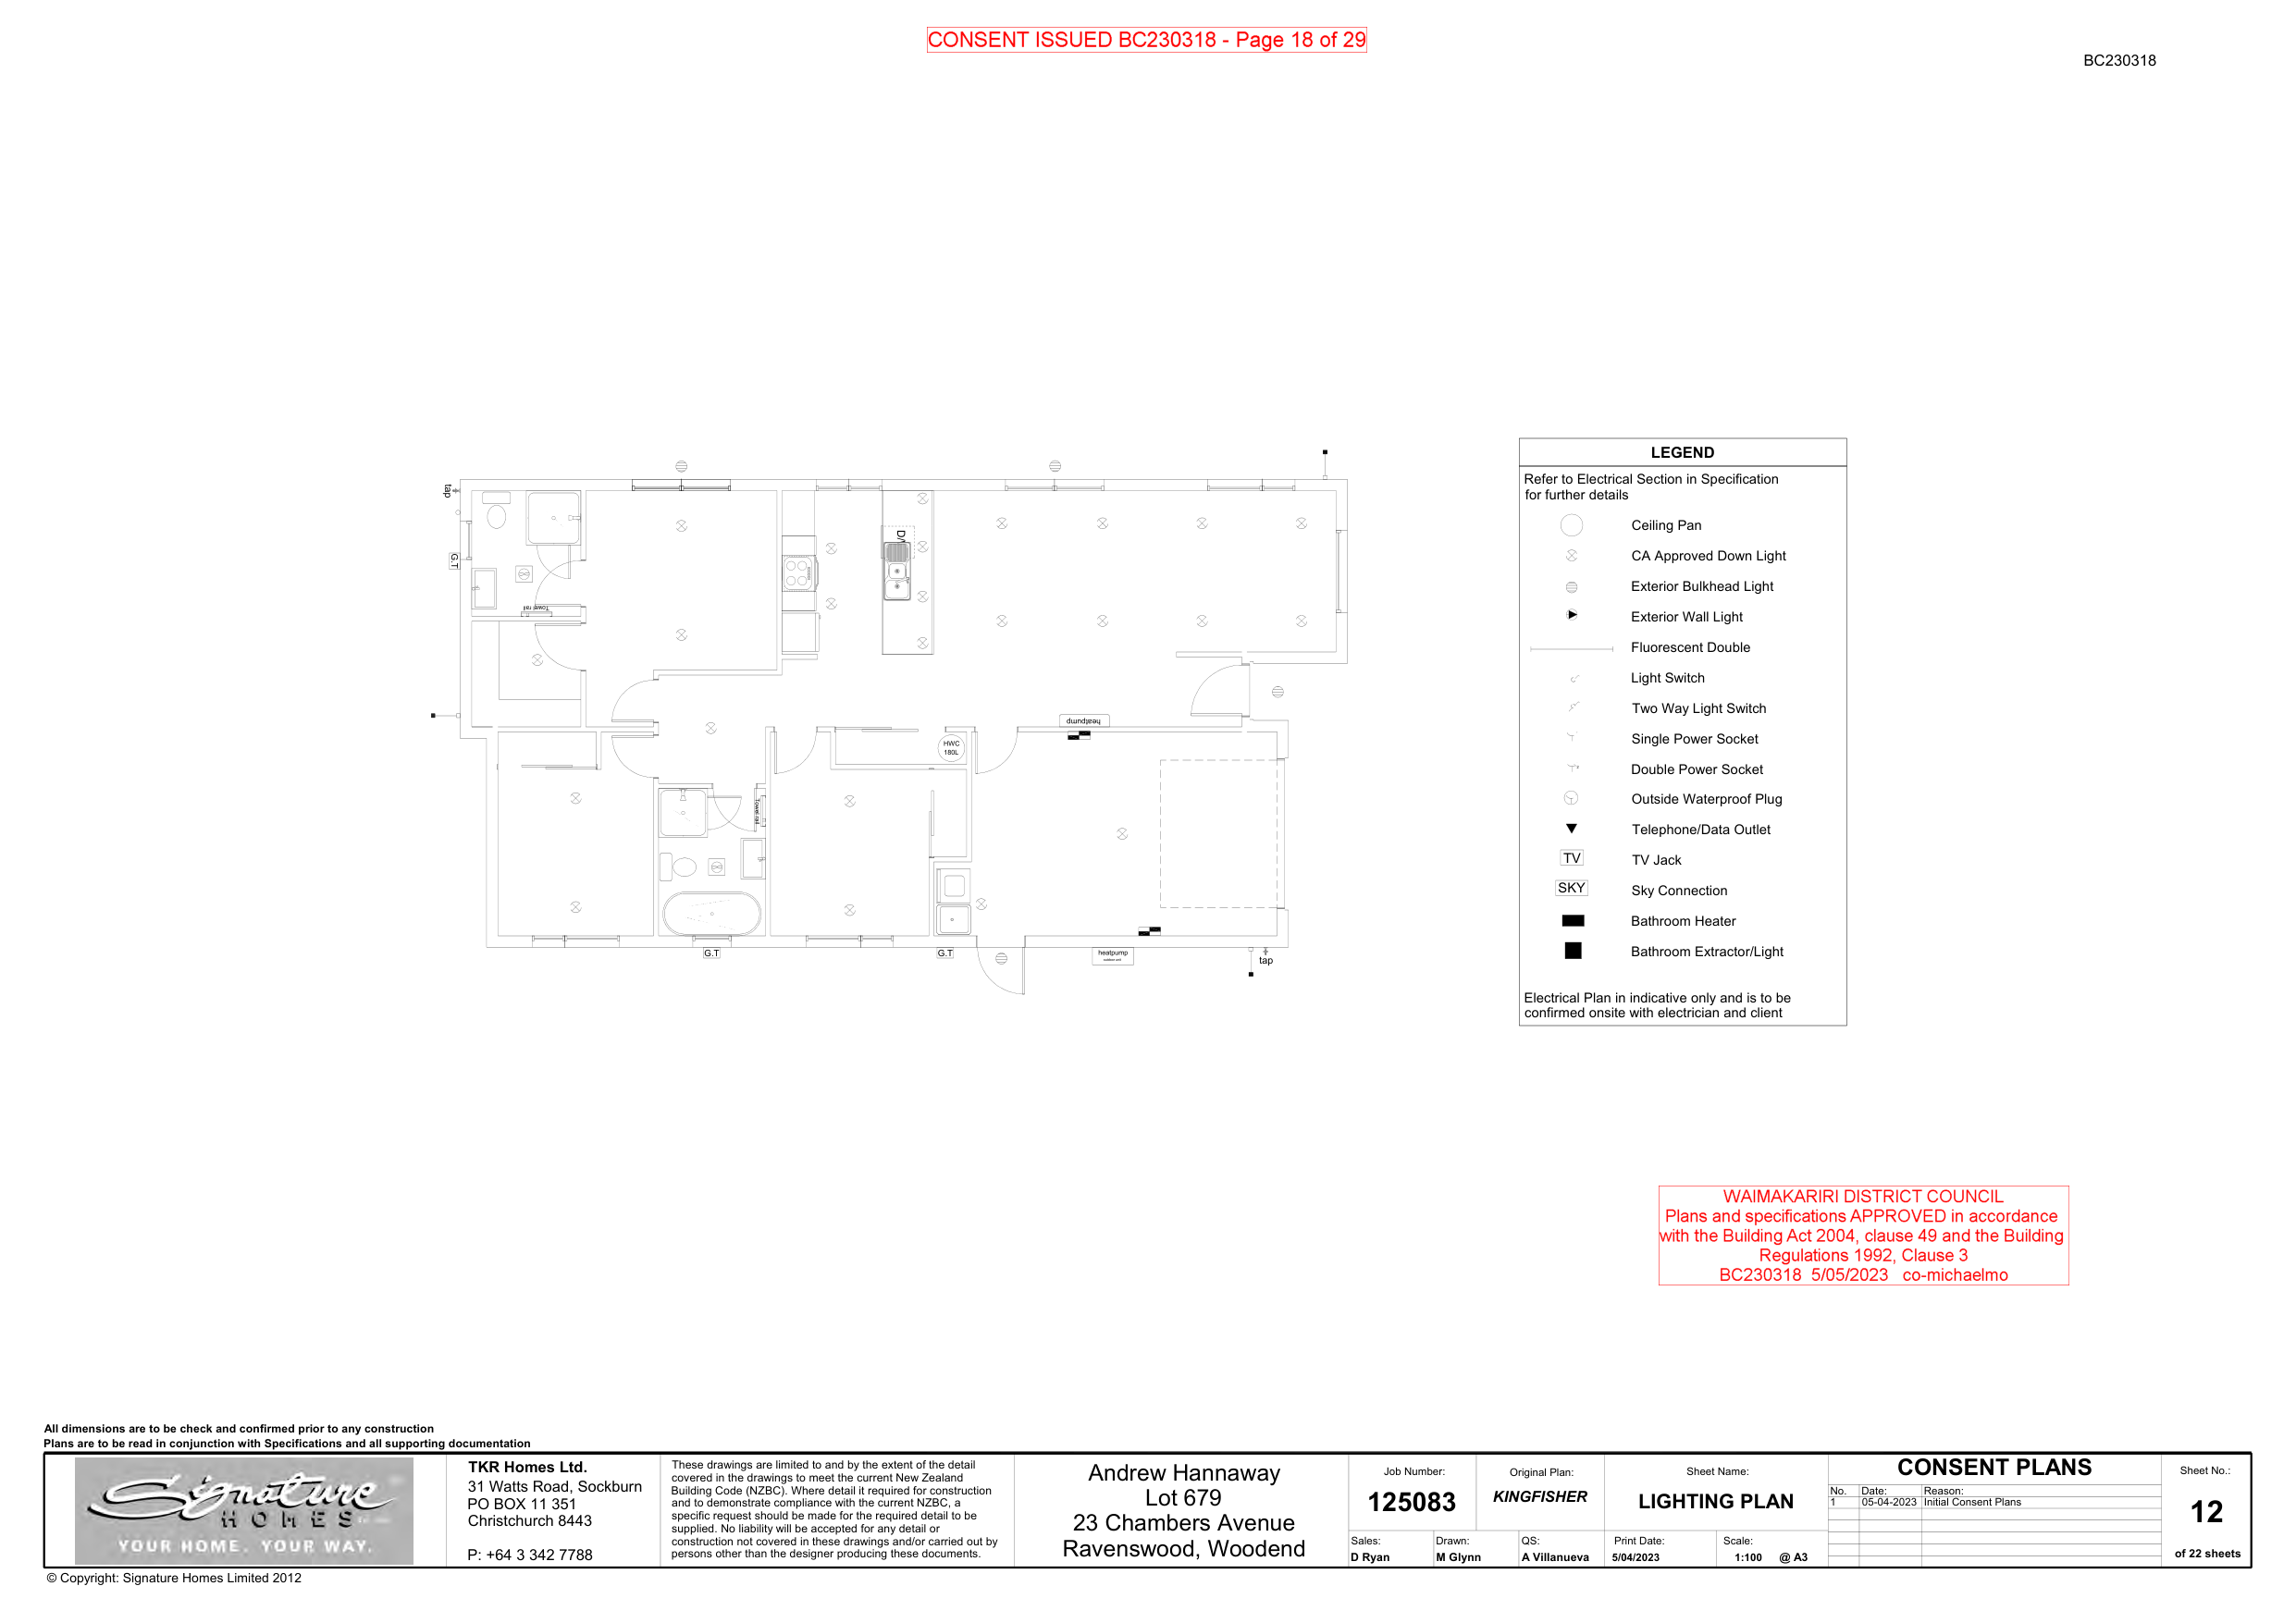 CONSENT ISSUED BC230318 - Page 18 of 29
BC230318
tap
G.T
Towel rail
D/
heatpump
HWC
180L
Towel rail
G.T
G.T
heatpump
outdoor unit
tap
LEGEND
Refer to Electrical Section in Specification
for further details
Ceiling Pan
CA Approved Down Light
Exterior Bulkhead Light
Exterior Wall Light
Fluorescent Double
Light Switch
Two Way Light Switch
Single Power Socket
Double Power Socket
Outside Waterproof Plug
Telephone/Data Outlet
TV TV Jack
SKY Sky Connection
Bathroom Heater
Bathroom Extractor/Light
Electrical Plan in indicative only and is to be
confirmed onsite with electrician and client
WAIMAKARIRI DISTRICT COUNCIL
Plans and specifications APPROVED in accordance
with the Building Act 2004, clause 49 and the Building
Regulations 1992, Clause 3
BC230318 5/05/2023 co-michaelmo
All dimensions are to be check and confirmed prior to any construction
Plans are to be read in conjunction with Specifications and all supporting documentation
Signature
HOMES
YOUR HOME. YOUR WAY.
TKR Homes Ltd.
31 Watts Road, Sockburn
PO BOX 11 351
Christchurch 8443
P: +64 3 342 7788
These drawings are limited to and by the extent of the detail
covered in the drawings to meet the current New Zealand
Building Code (NZBC). Where detail it required for construction
and to demonstrate compliance with the current NZBC, a
specific request should be made for the required detail to be
supplied. No liability will be accepted for any detail or
construction not covered in these drawings and/or carried out by
persons other than the designer producing these documents.
Andrew Hannaway
Lot 679
23 Chambers Avenue
Ravenswood, Woodend
Job Number:
125083
Original Plan:
KINGFISHER
Sheet Name:
LIGHTING PLAN
Sales:
D Ryan
Drawn:
M Glynn
QS:
A Villanueva
Print Date:
5/04/2023
Scale:
1:100 @ A3
CONSENT PLANS
No. Date: Reason:
1 05-04-2023 Initial Consent Plans
Sheet No.:
12
of 22 sheets
© Copyright: Signature Homes Limited 2012